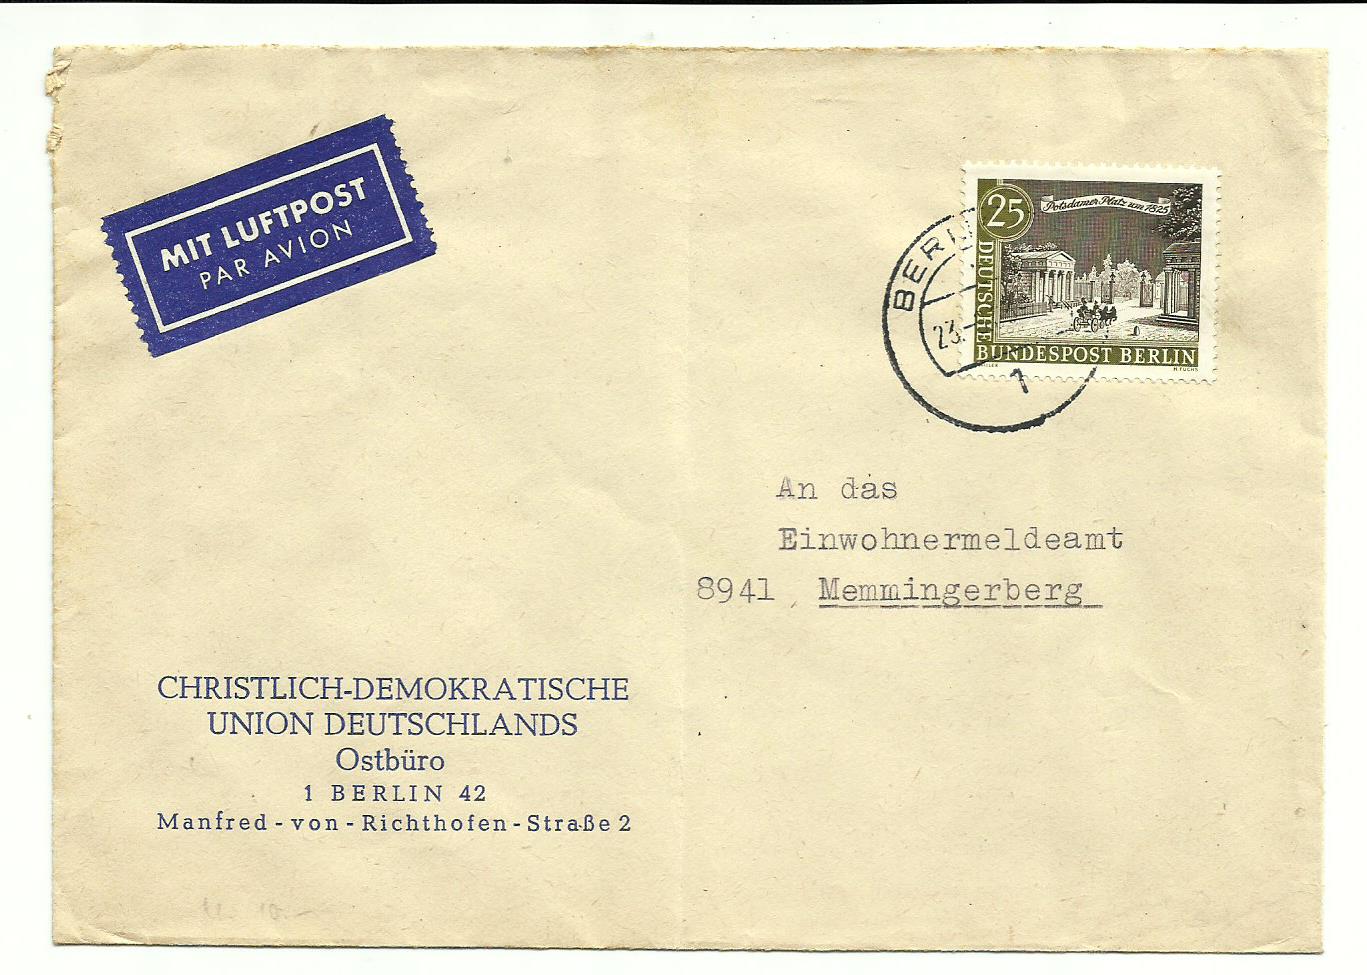 MIT LUFTPOST
PAR AVION
25
Potsdamer Platz um 1825
DEUTSCHE
BUNDESPOST BERLIN
H. FUCHS
23.
1
An das
Einwohnermeldeamt
8941 Memmingerberg
CHRISTLICH-DEMOKRATISCHE
UNION DEUTSCHLANDS
Ostbüro
1 BERLIN 42
Manfred-von-Richthofen-Straße 2